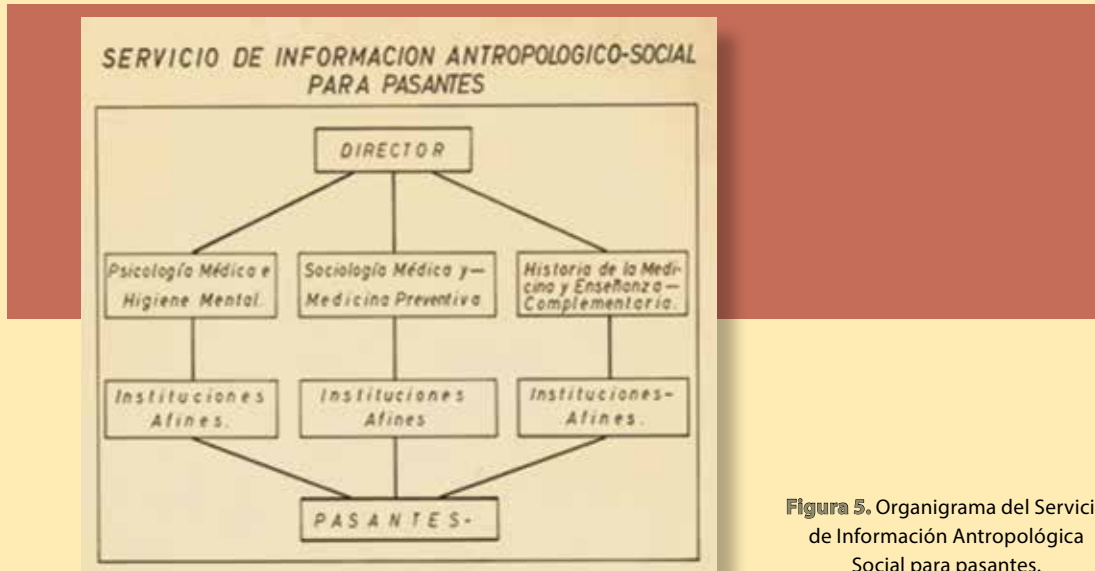 SERVICIO DE INFORMACION ANTROPOLOGICO-SOCIAL
PARA PASANTES
DIRECTOR
Psicología Médica e
Higiene Mental.
Sociología Médica y—
Medicina Preventiva
Historia de la Medi-
cina y Enseñanza—
Complementaria.
Instituciones
Afines.
Instituciones
Afines
Instituciones-
Afines.
PASANTES-
Figura 5. Organigrama del Servici
de Información Antropológica
Social para pasantes.